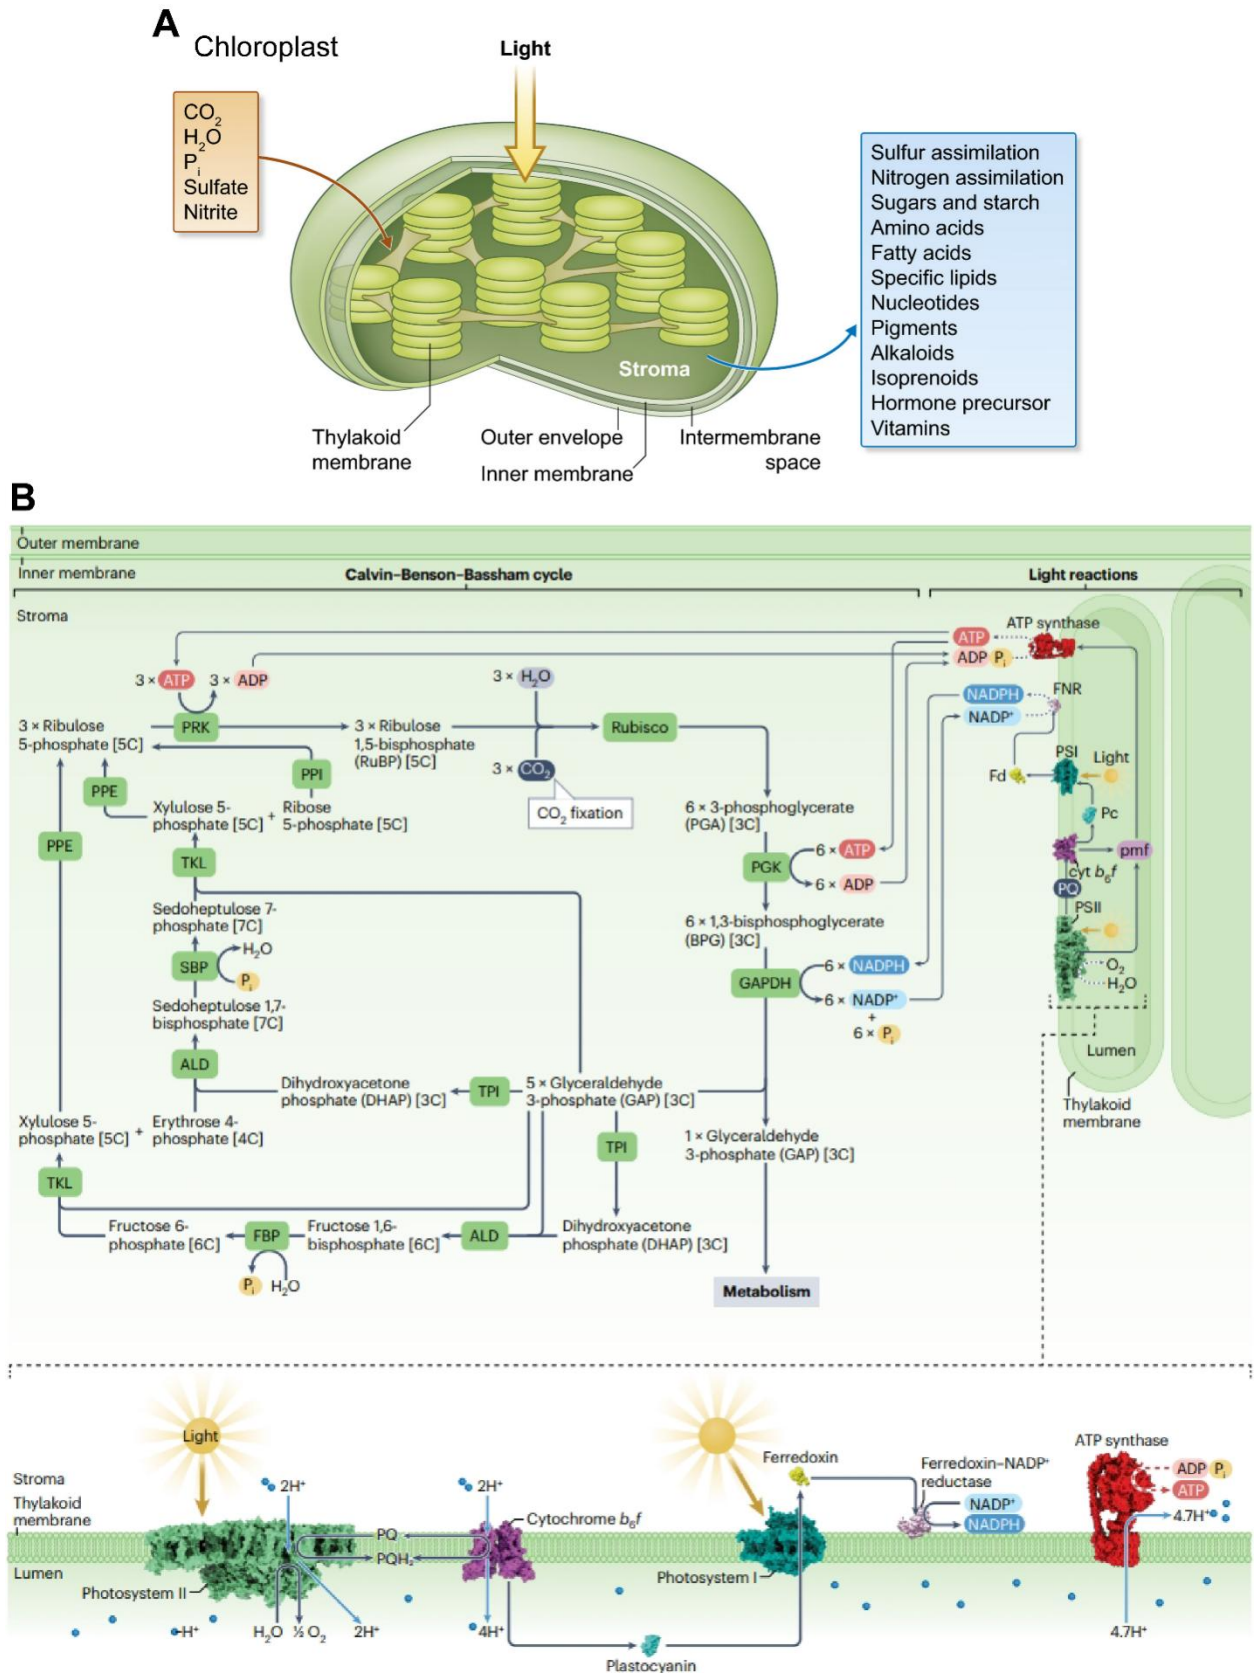 A
Chloroplast
Light
CO2
H2O
Pi
Sulfate
Nitrite
Sulfur assimilation
Nitrogen assimilation
Sugars and starch
Amino acids
Fatty acids
Specific lipids
Nucleotides
Pigments
Alkaloids
Isoprenoids
Hormone precursor
Vitamins
Stroma
Thylakoid
membrane
Outer envelope
Inner membrane
Intermembrane
space
B
Outer membrane
Inner membrane
Calvin–Benson–Bassham cycle
Light reactions
Stroma
ATP synthase
ATP
ADP Pi
3 × ATP
3 × ADP
3 × H2O
NADPH
NADP+
FNR
3 × Ribulose
5-phosphate [5C]
PRK
3 × Ribulose
1,5-bisphosphate
(RuBP) [5C]
Rubisco
PPI
3 × CO2
CO2 fixation
PSI
Light
Fd
Pc
PPE
Xylulose 5-
phosphate [5C]
+
Ribose
5-phosphate [5C]
6 × 3-phosphoglycerate
(PGA) [3C]
PPE
TKL
PGK
6 × ATP
6 × ADP
pmf
cyt b6f
PQ
PSII
Sedoheptulose 7-
phosphate [7C]
6 × 1,3-bisphosphoglycerate
(BPG) [3C]
SBP
H2O
Pi
GAPDH
6 × NADPH
6 × NADP+
+
6 × Pi
O2
H2O
Sedoheptulose 1,7-
bisphosphate [7C]
Lumen
ALD
Dihydroxyacetone
phosphate (DHAP) [3C]
TPI
5 × Glyceraldehyde
3-phosphate (GAP) [3C]
Thylakoid
membrane
Xylulose 5-
phosphate [5C]
+
Erythrose 4-
phosphate [4C]
TPI
1 × Glyceraldehyde
3-phosphate (GAP) [3C]
TKL
Fructose 6-
phosphate [6C]
FBP
Fructose 1,6-
bisphosphate [6C]
ALD
Dihydroxyacetone
phosphate (DHAP) [3C]
Pi
H2O
Metabolism
Light
Stroma
Thylakoid
membrane
Lumen
2H+
2H+
PQ
PQH2
Cytochrome b6f
Photosystem II
H+
H2O
½ O2
2H+
4H+
Plastocyanin
Photosystem I
Ferredoxin
Ferredoxin–NADP+
reductase
NADP+
NADPH
ATP synthase
ADP Pi
ATP
4.7H+
4.7H+